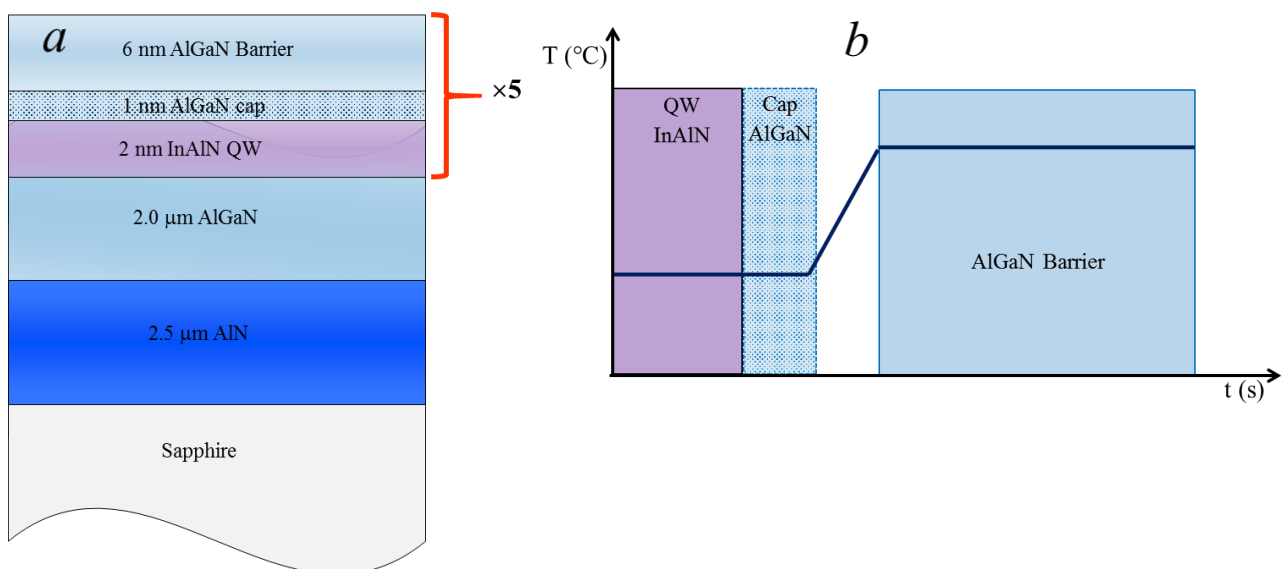 a
6 nm AlGaN Barrier
1 nm AlGaN cap
2 nm InAlN QW
×5
2.0 μm AlGaN
2.5 μm AlN
Sapphire
b
T (°C)
QW
InAlN
Cap
AlGaN
AlGaN Barrier
t (s)